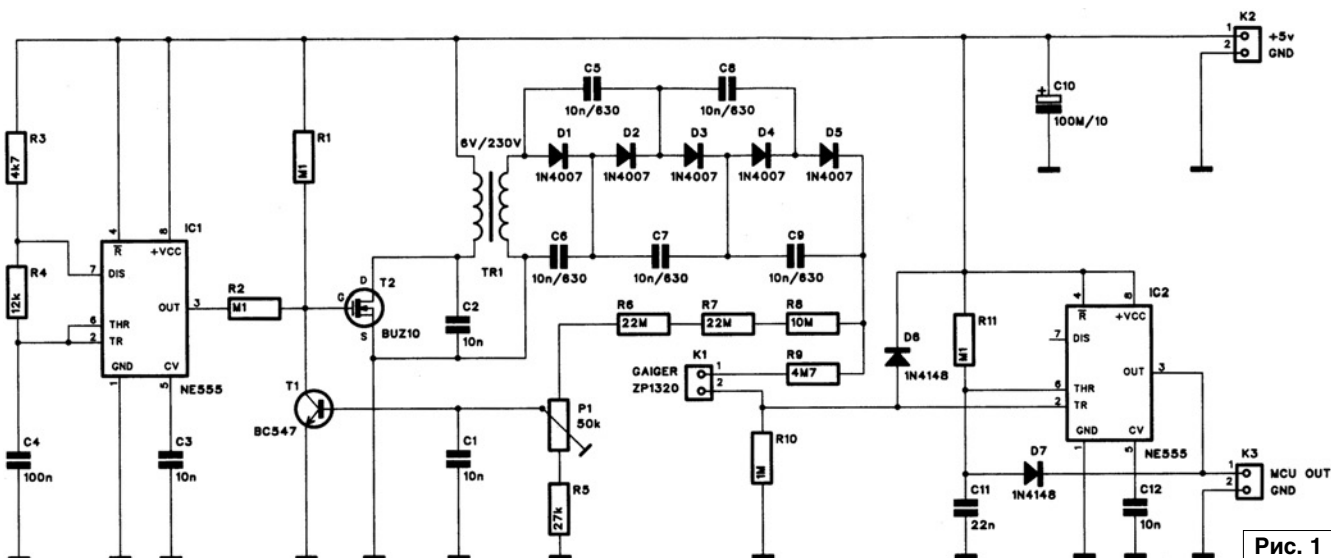 K2
1
2
+5v
GND
C5
10n/630
C8
10n/630
C10
+
100M/10
R3
4k7
R1
M1
6V/230V
D1
1N4007
D2
1N4007
D3
1N4007
D4
1N4007
D5
1N4007
TR1
4
8
IC1
R
+VCC
7
DIS
R4
12k
OUT
3
6
THR
2
TR
GND
CV
1
5
NE555
R2
M1
D
T2
G
S
BUZ10
C2
10n
C6
10n/630
C7
10n/630
C9
10n/630
R6
22M
R7
22M
R8
10M
R9
4M7
K1
GAIGER
ZP1320
1
2
D6
1N4148
R11
M1
4
8
IC2
R
+VCC
7
DIS
OUT
3
6
THR
2
TR
GND
CV
1
5
NE555
T1
BC547
P1
50k
C1
10n
R5
27k
R10
1M
C4
100n
C3
10n
D7
1N4148
C11
22n
C12
10n
K3
1
2
MCU OUT
GND
Рис. 1